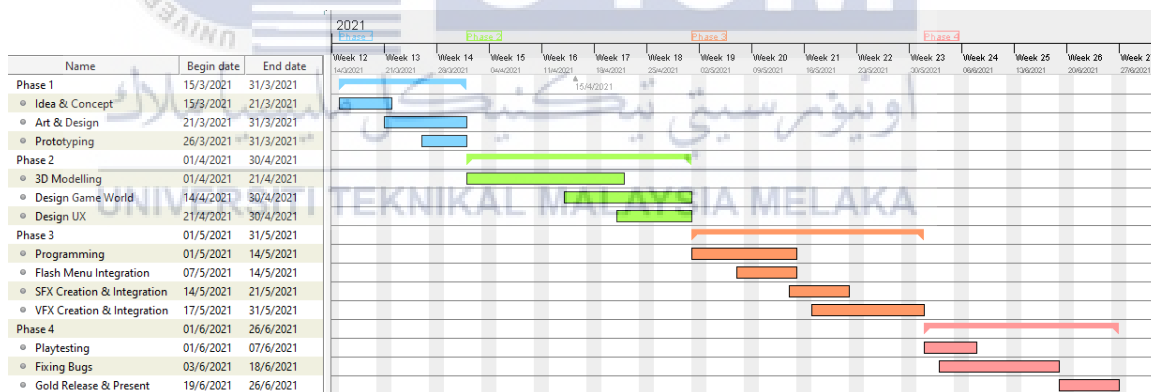 2021
Phase 1 Phase 2 Phase 3 Phase 4
Name Begin date End date
Week 12 Week 13 Week 14 Week 15 Week 16 Week 17 Week 18 Week 19 Week 20 Week 21 Week 22 Week 23 Week 24 Week 25 Week 26 Week 2
14/3/2021 21/3/2021 28/3/2021 04/4/2021 11/4/2021 18/4/2021 25/4/2021 02/5/2021 09/5/2021 16/5/2021 23/5/2021 30/5/2021 06/6/2021 13/6/2021 20/6/2021 27/6/2021
Phase 1 15/3/2021 31/3/2021
15/4/2021
Idea & Concept 15/3/2021 21/3/2021
Art & Design 21/3/2021 31/3/2021
Prototyping 26/3/2021 31/3/2021
Phase 2 01/4/2021 30/4/2021
3D Modelling 01/4/2021 21/4/2021
Design Game World 14/4/2021 30/4/2021
Design UX 21/4/2021 30/4/2021
UNIVERSITI TEKNIKAL MALAYSIA MELAKA
Phase 3 01/5/2021 31/5/2021
Programming 01/5/2021 14/5/2021
Flash Menu Integration 07/5/2021 14/5/2021
SFX Creation & Integration 14/5/2021 21/5/2021
VFX Creation & Integration 17/5/2021 31/5/2021
Phase 4 01/6/2021 26/6/2021
Playtesting 01/6/2021 07/6/2021
Fixing Bugs 03/6/2021 18/6/2021
Gold Release & Present 19/6/2021 26/6/2021